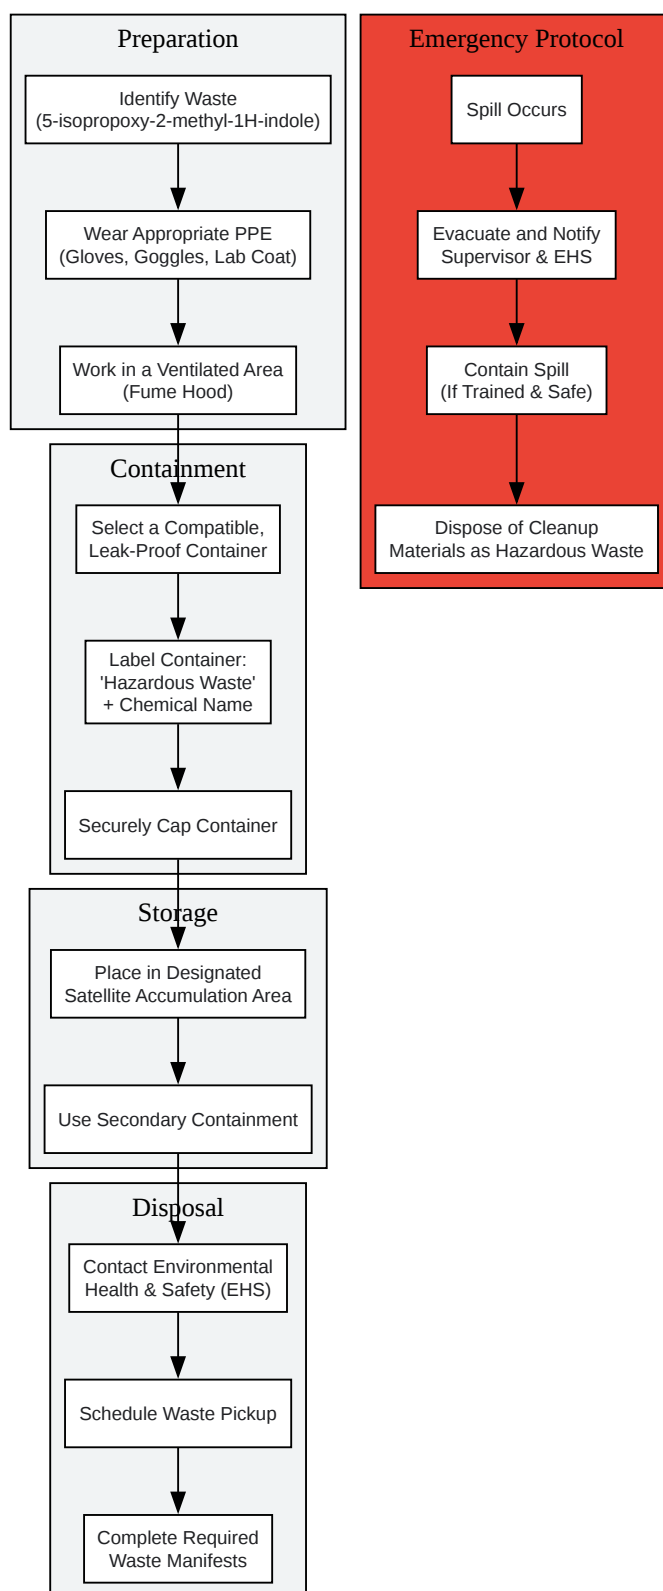 Preparation
Identify Waste
(5-isopropoxy-2-methyl-1H-indole)
Wear Appropriate PPE
(Gloves, Goggles, Lab Coat)
Work in a Ventilated Area
(Fume Hood)
Containment
Select a Compatible,
Leak-Proof Container
Label Container:
'Hazardous Waste'
+ Chemical Name
Securely Cap Container
Storage
Place in Designated
Satellite Accumulation Area
Use Secondary Containment
Disposal
Contact Environmental
Health & Safety (EHS)
Schedule Waste Pickup
Complete Required
Waste Manifests
Emergency Protocol
Spill Occurs
Evacuate and Notify
Supervisor & EHS
Contain Spill
(If Trained & Safe)
Dispose of Cleanup
Materials as Hazardous Waste